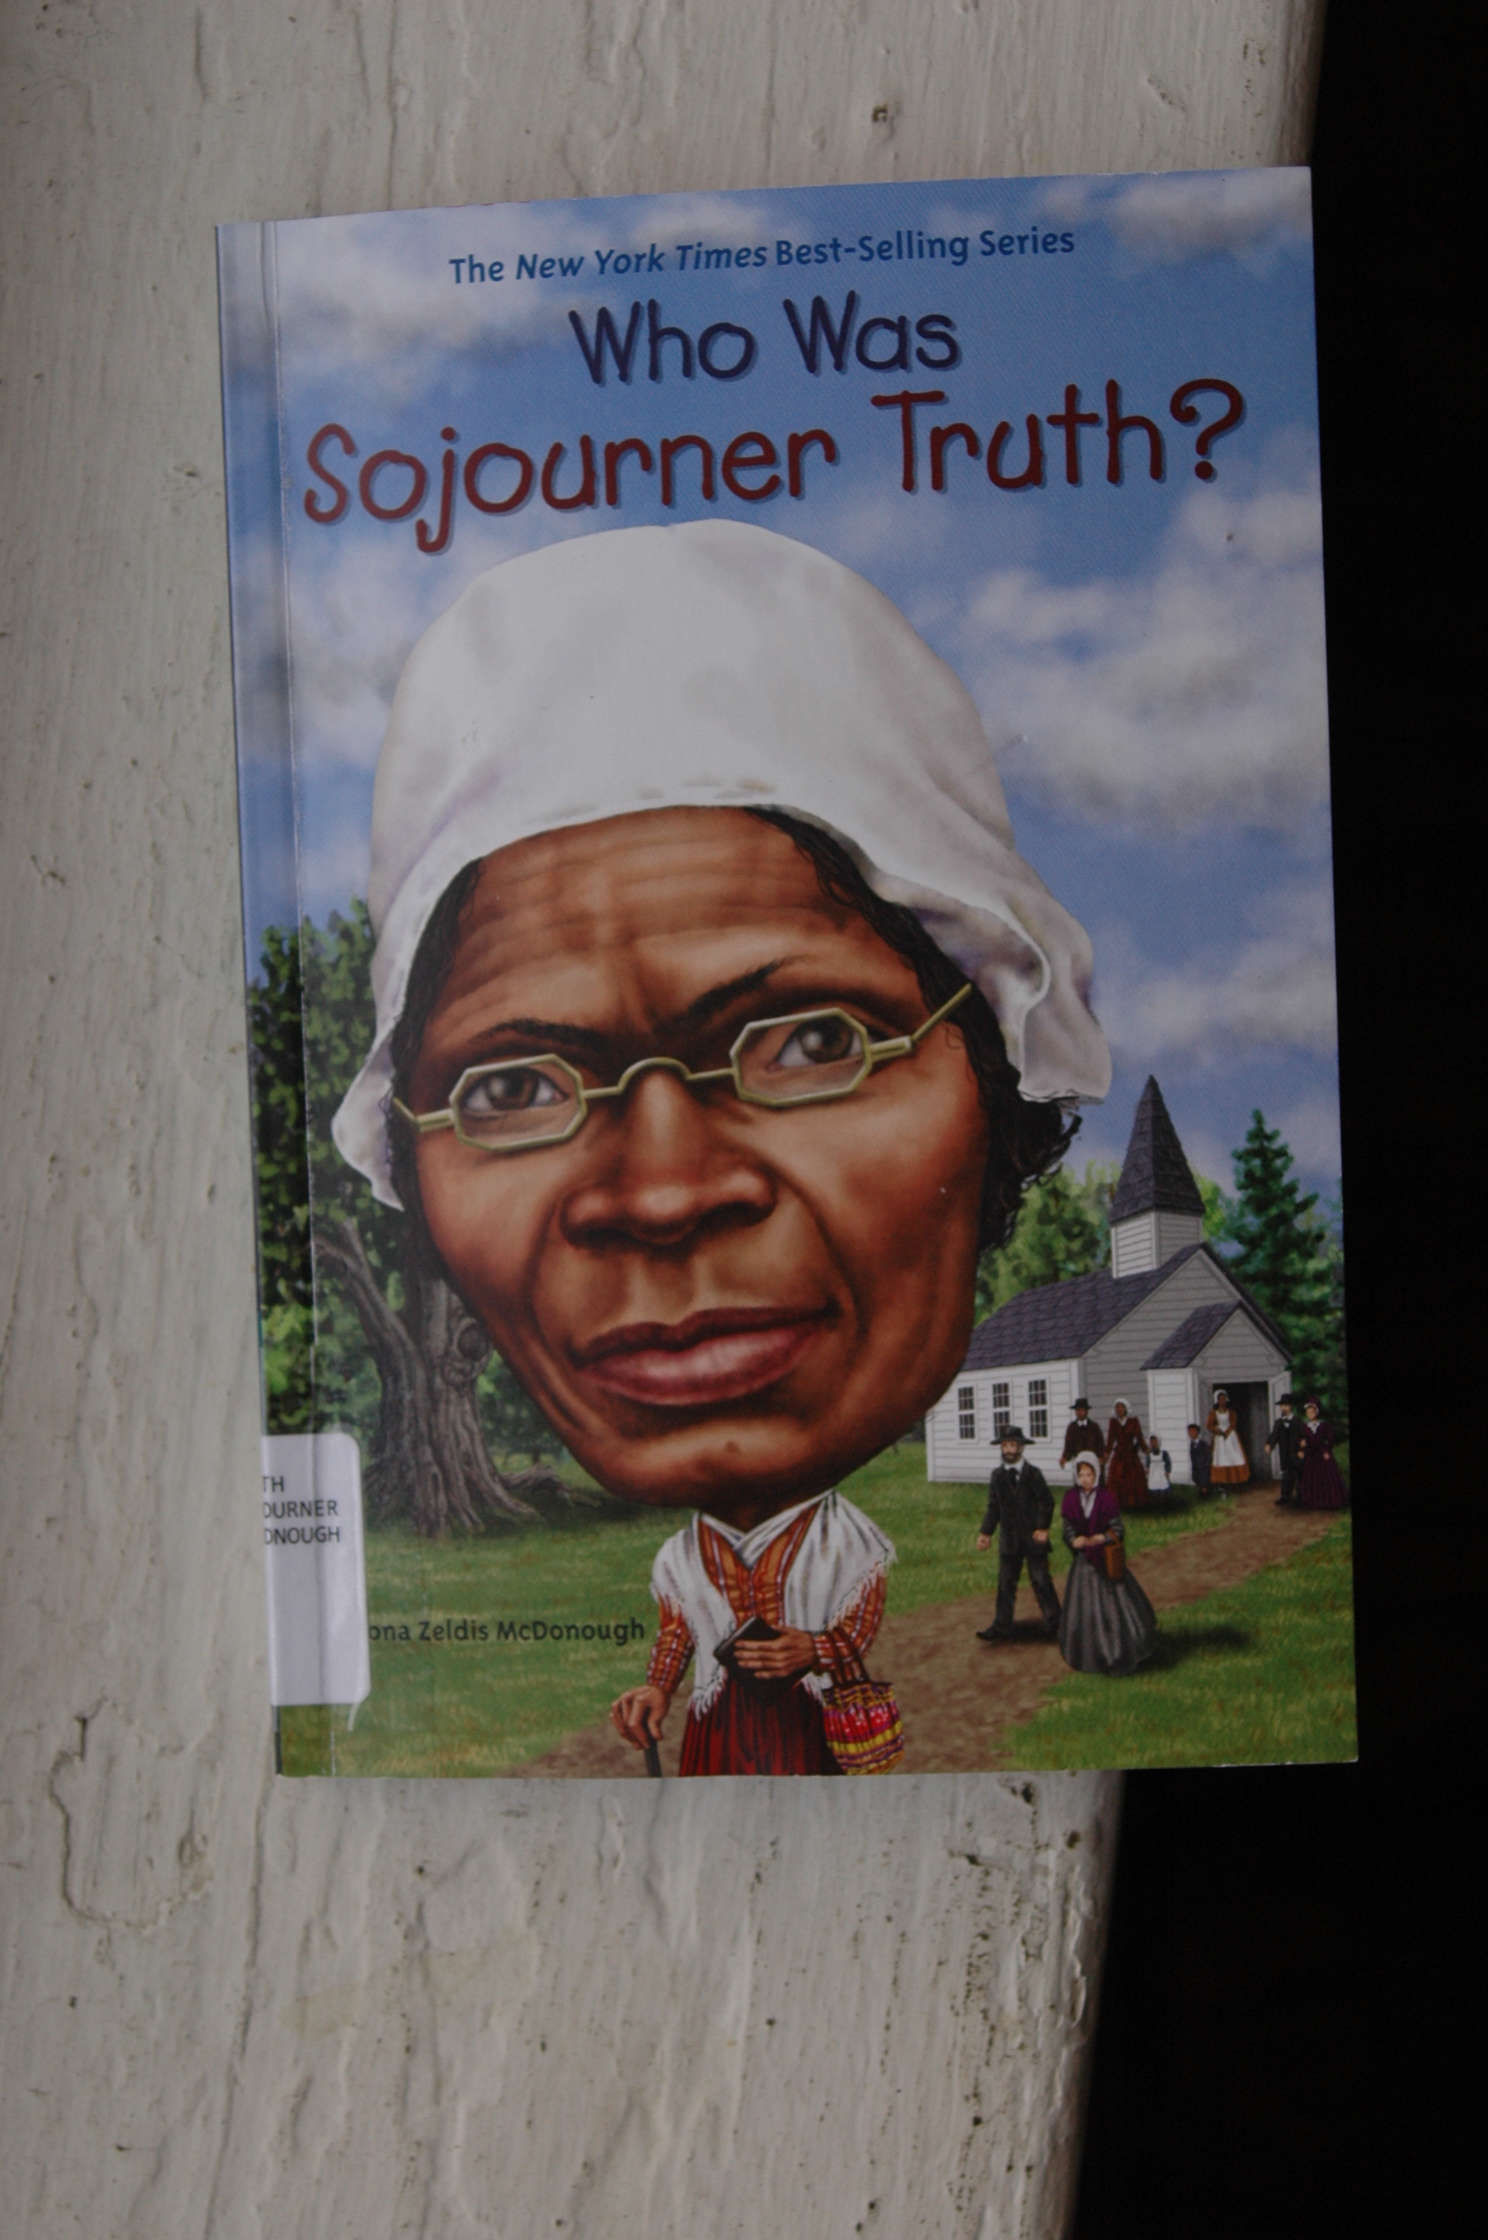 The New York Times Best-Selling Series
Who Was
Sojourner Truth?
TH
OURNER
ONOUGH
ona Zeldis McDonough